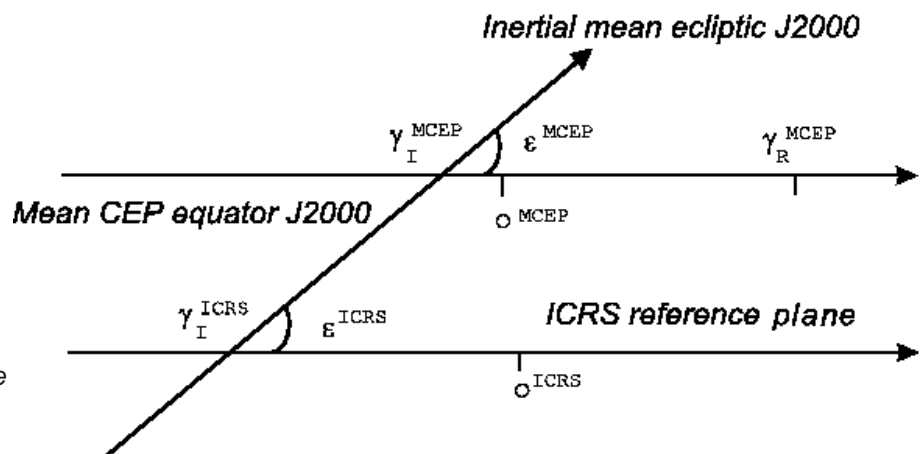 Inertial mean ecliptic J2000
γ_I^MCEP
ε^MCEP
γ_R^MCEP
Mean CEP equator J2000
o^MCEP
γ_I^ICRS
ε^ICRS
ICRS reference plane
e
o^ICRS